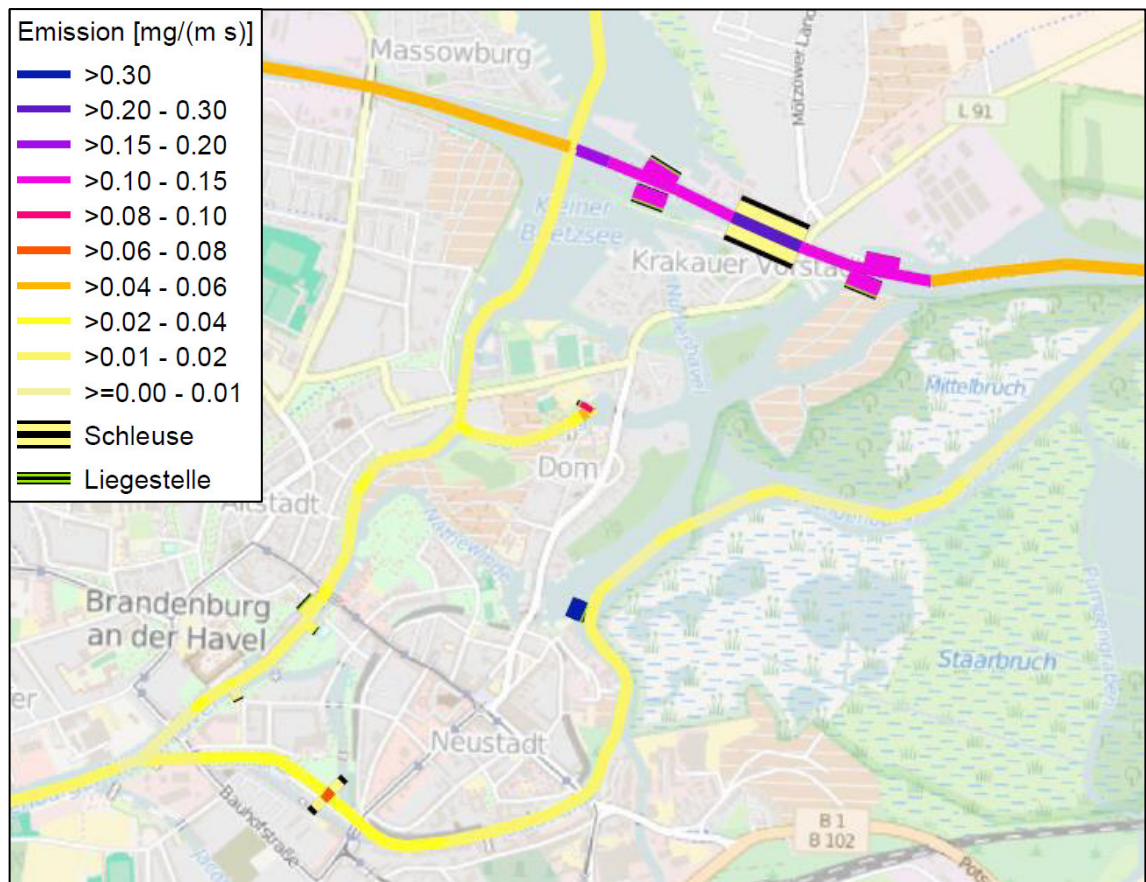 Emission [mg/(m s)]
>0.30
>0.20 - 0.30
>0.15 - 0.20
>0.10 - 0.15
>0.08 - 0.10
>0.06 - 0.08
>0.04 - 0.06
>0.02 - 0.04
>0.01 - 0.02
>=0.00 - 0.01
Schleuse
Liegestelle
Massowburg
L 91
Kleiner
Beetzsee
Krakauer Vorstadt
Mittelbruch
Dom
Altstadt
Brandenburg
an der Havel
Staarbruch
Neustadt
Bauhofstraße
B 1
B 102